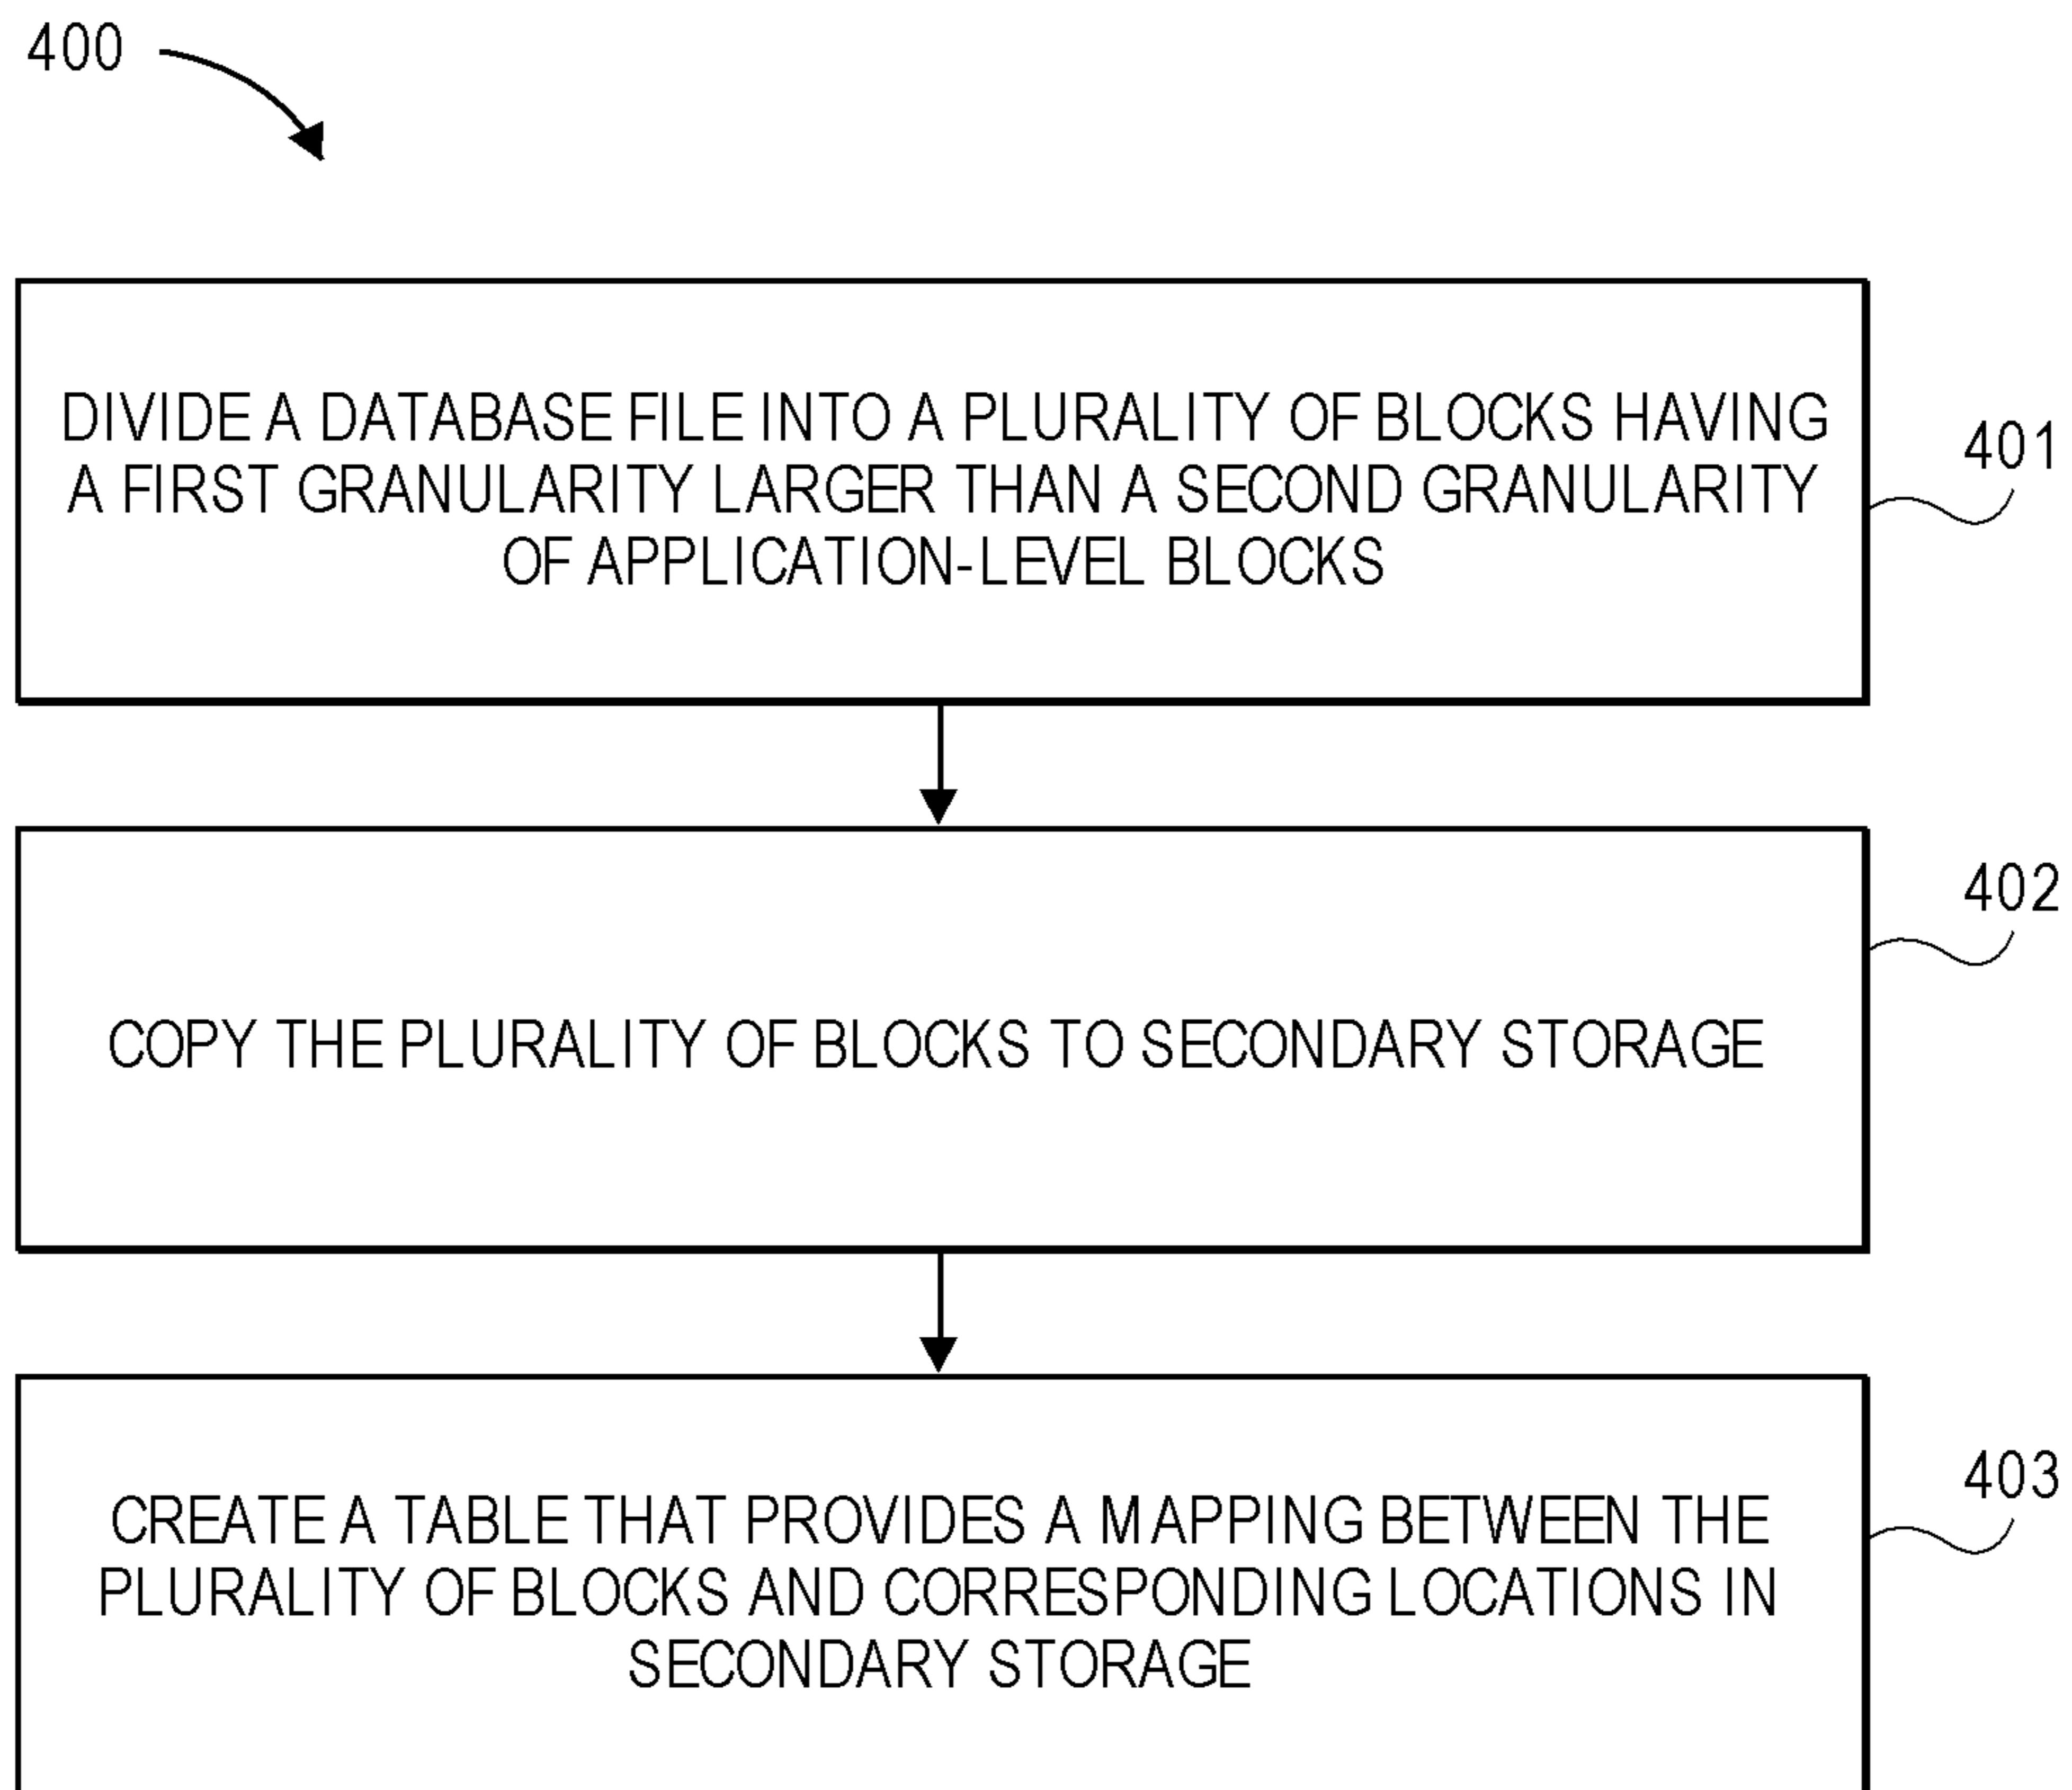 400
DIVIDE A DATABASE FILE INTO A PLURALITY OF BLOCKS HAVING
A FIRST GRANULARITY LARGER THAN A SECOND GRANULARITY
OF APPLICATION-LEVEL BLOCKS
401
COPY THE PLURALITY OF BLOCKS TO SECONDARY STORAGE
402
CREATE A TABLE THAT PROVIDES A MAPPING BETWEEN THE
PLURALITY OF BLOCKS AND CORRESPONDING LOCATIONS IN
SECONDARY STORAGE
403